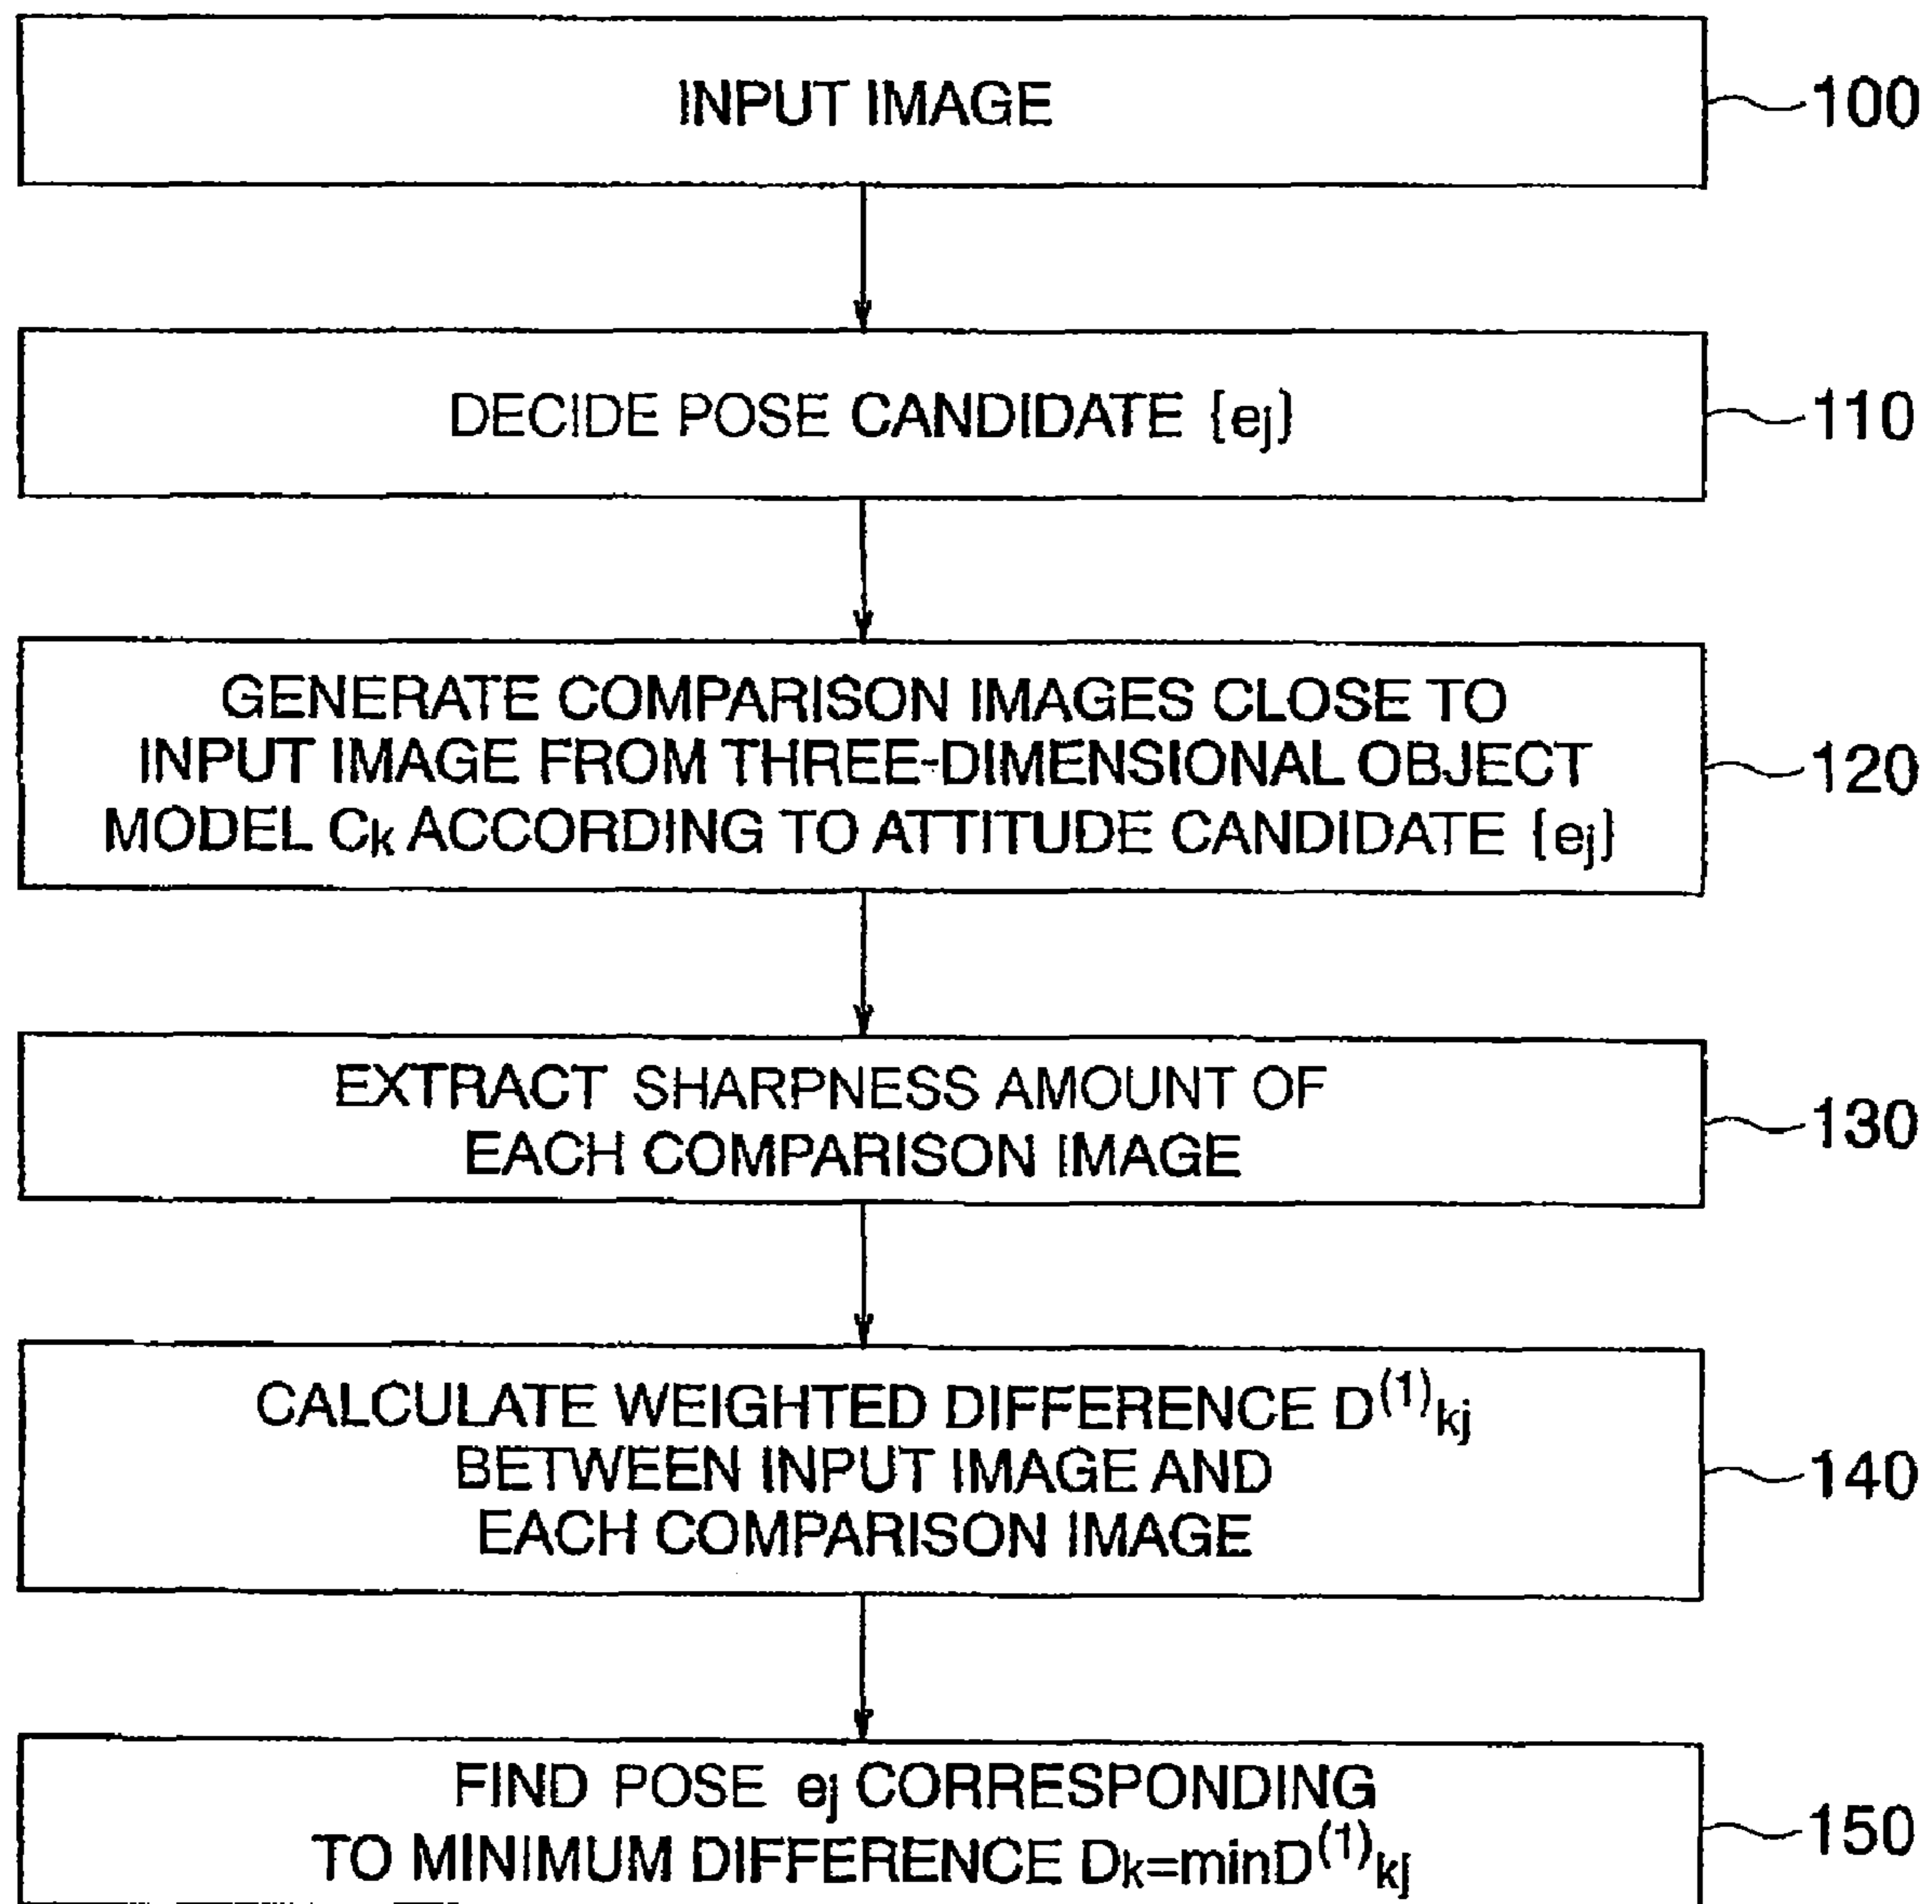 INPUT IMAGE
100
DECIDE POSE CANDIDATE {ej}
110
GENERATE COMPARISON IMAGES CLOSE TO
INPUT IMAGE FROM THREE-DIMENSIONAL OBJECT
MODEL Ck ACCORDING TO ATTITUDE CANDIDATE {ej}
120
EXTRACT SHARPNESS AMOUNT OF
EACH COMPARISON IMAGE
130
CALCULATE WEIGHTED DIFFERENCE D(1)kj
BETWEEN INPUT IMAGE AND
EACH COMPARISON IMAGE
140
FIND POSE ej CORRESPONDING
TO MINIMUM DIFFERENCE Dk=minD(1)kj
150